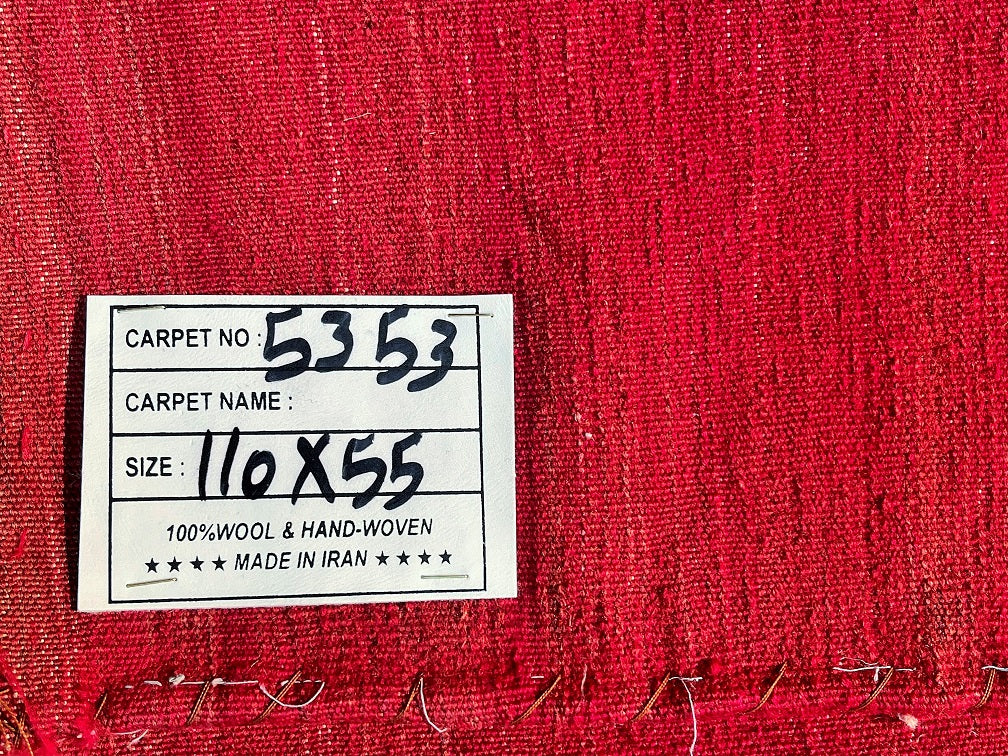 CARPET NO : 5353
CARPET NAME :
SIZE : 110X55
100%WOOL & HAND-WOVEN
★★★★ MADE IN IRAN ★★★★